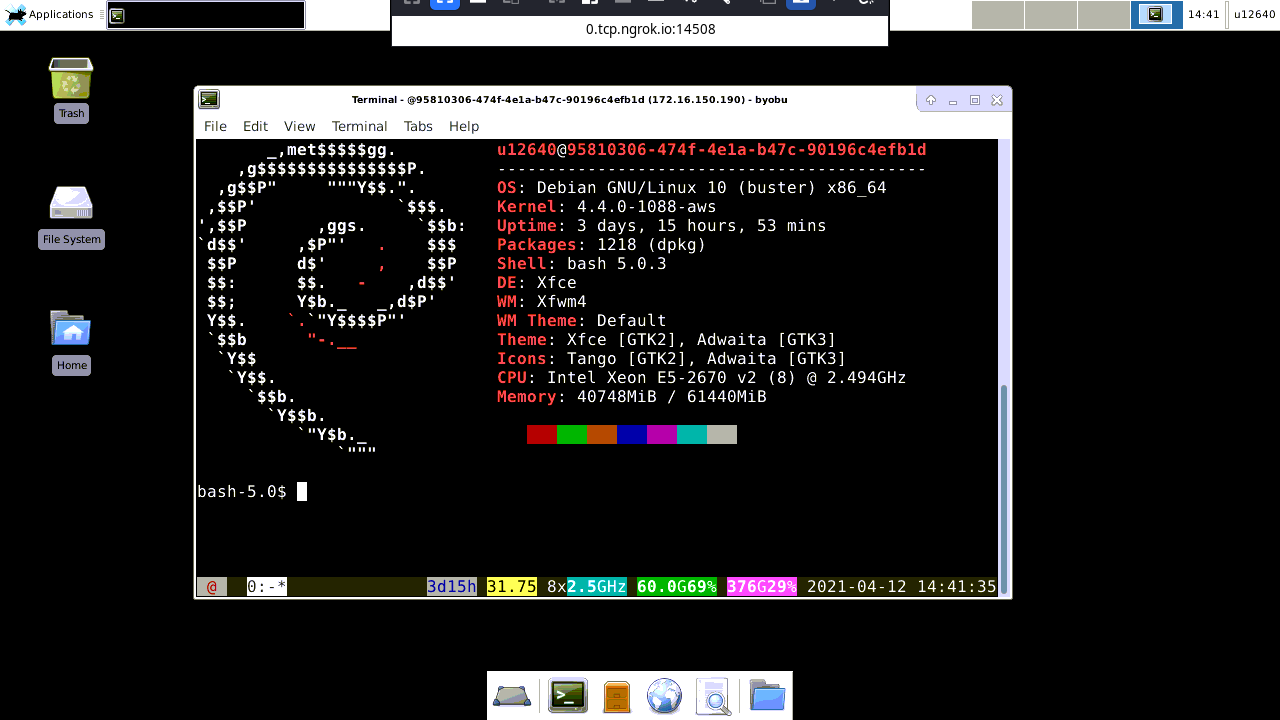 Applications
14:41
u12640
0.tcp.ngrok.io:14508
Trash
File System
Home
Terminal - @95810306-474f-4e1a-b47c-90196c4efb1d (172.16.150.190) - byobu
File Edit View Terminal Tabs Help
       _,met$$$$$gg.          u12640@95810306-474f-4e1a-b47c-90196c4efb1d
    ,g$$$$$$$$$$$$$$$P.       -------------------------------------------
  ,g$$P"     """Y$$.".        OS: Debian GNU/Linux 10 (buster) x86_64
 ,$$P'              `$$$.     Kernel: 4.4.0-1088-aws
',$$P       ,ggs.     `$$b:   Uptime: 3 days, 15 hours, 53 mins
`d$$'     ,$P"'   .    $$$    Packages: 1218 (dpkg)
 $$P      d$'     ,    $$P    Shell: bash 5.0.3
 $$:      $$.   -    ,d$$'    DE: Xfce
 $$;      Y$b._   _,d$P'      WM: Xfwm4
 Y$$.    `.`"Y$$$$P"'         WM Theme: Default
 `$$b      "-.__              Theme: Xfce [GTK2], Adwaita [GTK3]
  `Y$$                        Icons: Tango [GTK2], Adwaita [GTK3]
   `Y$$.                      CPU: Intel Xeon E5-2670 v2 (8) @ 2.494GHz
     `$$b.                    Memory: 40748MiB / 61440MiB
       `Y$$b.
          `"Y$b._
              `"""
bash-5.0$
@ 0:-* 3d15h 31.75 8x2.5GHz 60.0G69% 376G29% 2021-04-12 14:41:35